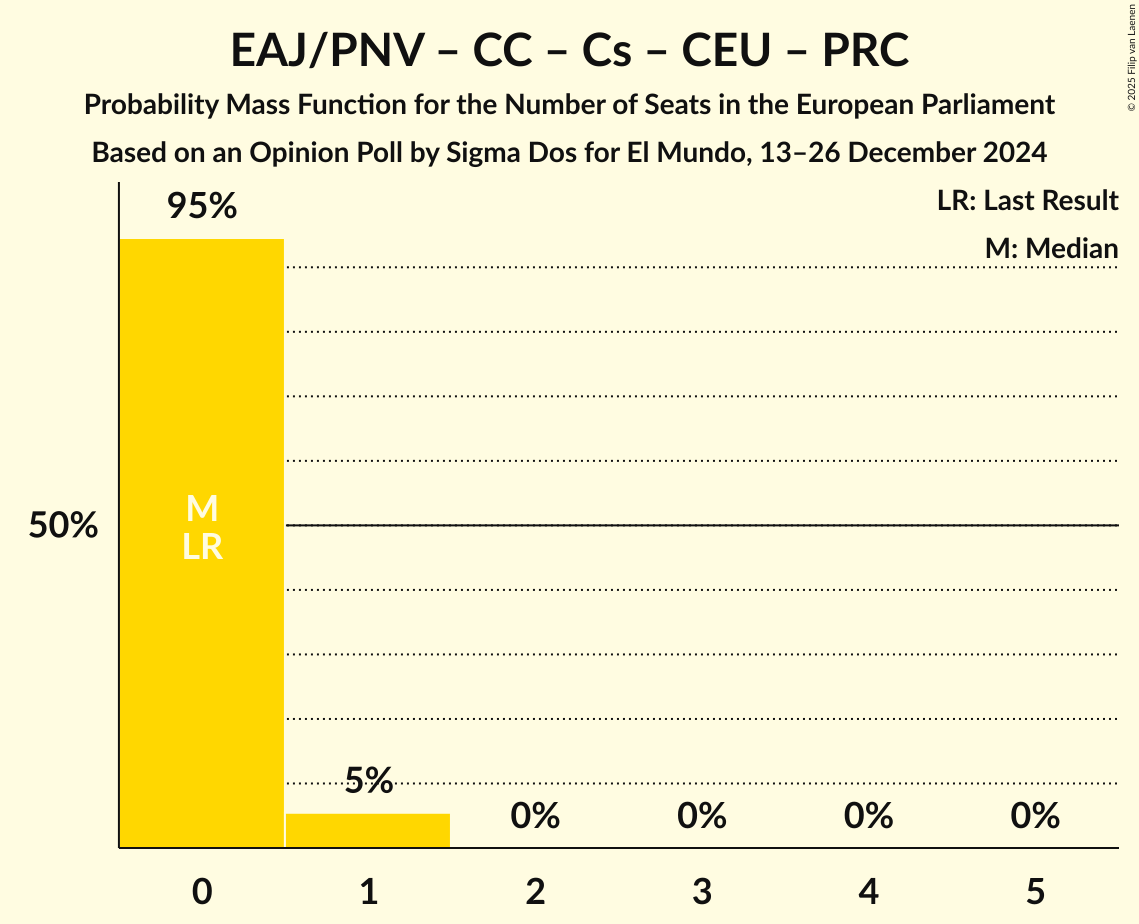 EAJ/PNV – CC – Cs – CEU – PRC
Probability Mass Function for the Number of Seats in the European Parliament
Based on an Opinion Poll by Sigma Dos for El Mundo, 13–26 December 2024
© 2025 Filip van Laenen
LR: Last Result
M: Median
95%
50%
M
LR
5%
0%
0%
0%
0%
0
1
2
3
4
5